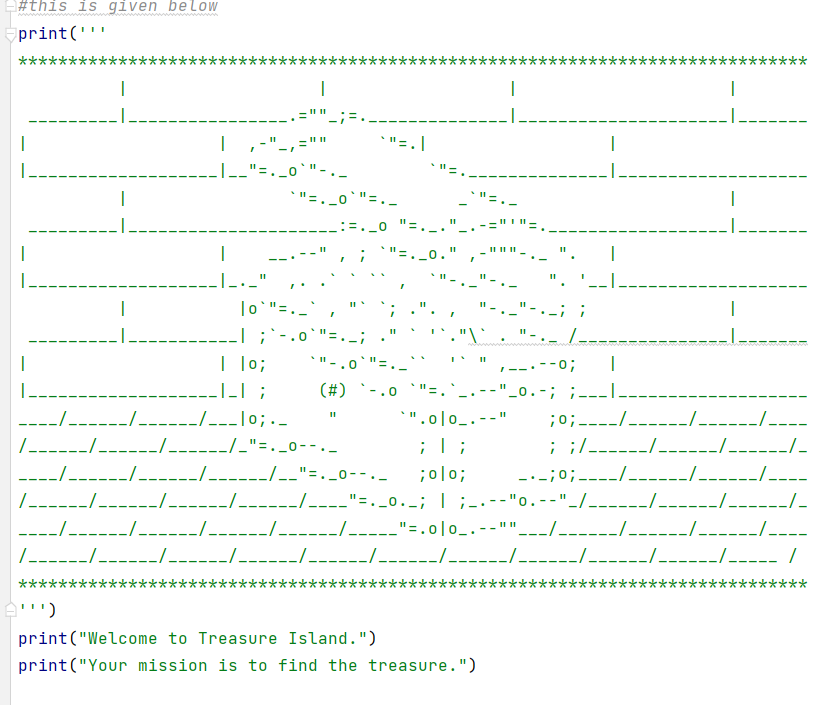 #this is given below
print('''
*******************************************************************************
          |                   |                  |                     |
 _________|________________.=""_;=.______________|_____________________|_______
|                   |  ,-"_,=""     `"=.|                  |
|___________________|__"=._o`"-._        `"=.______________|___________________
          |                `"=._o`"=._      _`"=._                     |
 _________|_____________________:=._o "=._."_.-="'"=.__________________|_______
|                   |    __.--" , ; `"=._o." ,-"""-._ ".   |
|___________________|_._"  ,. .` ` `` ,  `"-._"-._   ". '__|___________________
          |           |o`"=._` , "` `; .". ,  "-._"-._; ;              |
 _________|___________| ;`-.o`"=._; ." ` '`."\` . "-._ /_______________|_______
|                   | |o;    `"-.o`"=._``  '` " ,__.--o;   |
|___________________|_| ;     (#) `-.o `"=.`_.--"_o.-; ;___|___________________
____/______/______/___|o;._    "      `".o|o_.--"    ;o;____/______/______/____
/______/______/______/_"=._o--._        ; | ;        ; ;/______/______/______/_
____/______/______/______/__"=._o--._   ;o|o;     _._;o;____/______/______/____
/______/______/______/______/____"=._o._; | ;_.--"o.--"_/______/______/______/_
____/______/______/______/______/_____"=.o|o_.--""___/______/______/______/____
/______/______/______/______/______/______/______/______/______/______/_____ /
*******************************************************************************
''')
print("Welcome to Treasure Island.")
print("Your mission is to find the treasure.")